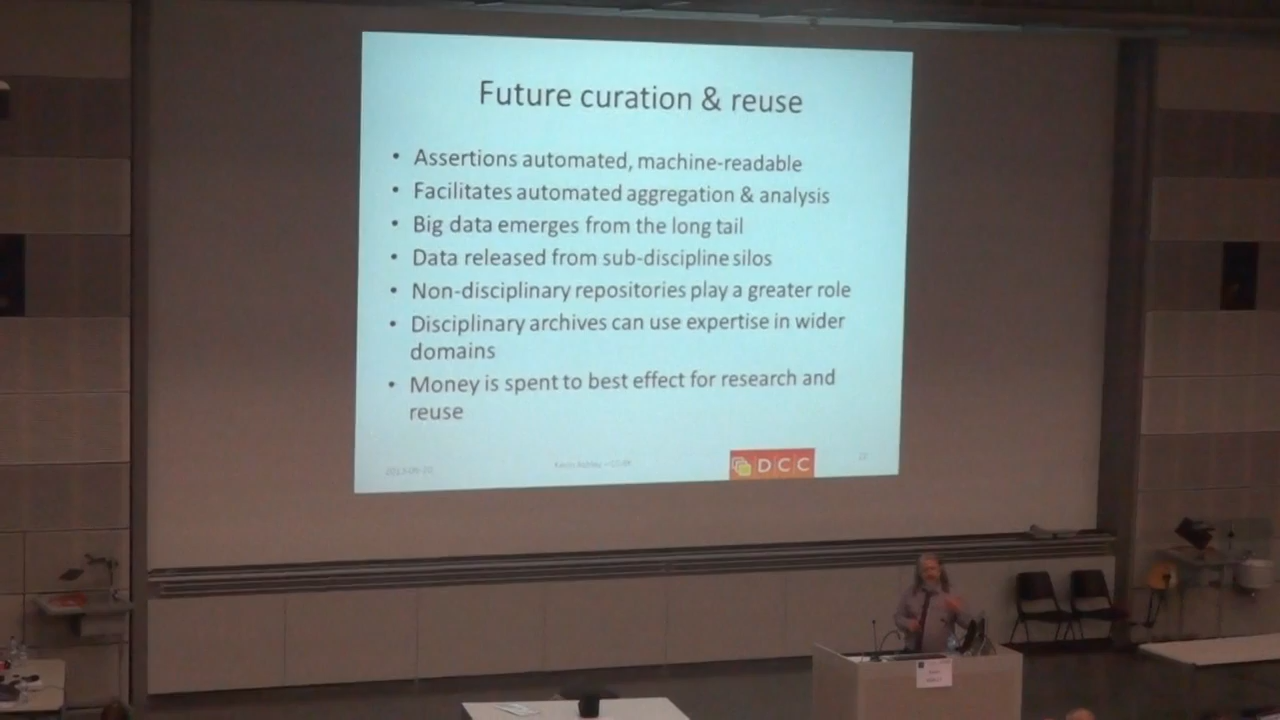 Future curation & reuse
• Assertions automated, machine-readable
• Facilitates automated aggregation & analysis
• Big data emerges from the long tail
• Data released from sub-discipline silos
• Non-disciplinary repositories play a greater role
• Disciplinary archives can use expertise in wider
domains
• Money is spent to best effect for research and
reuse
DCC